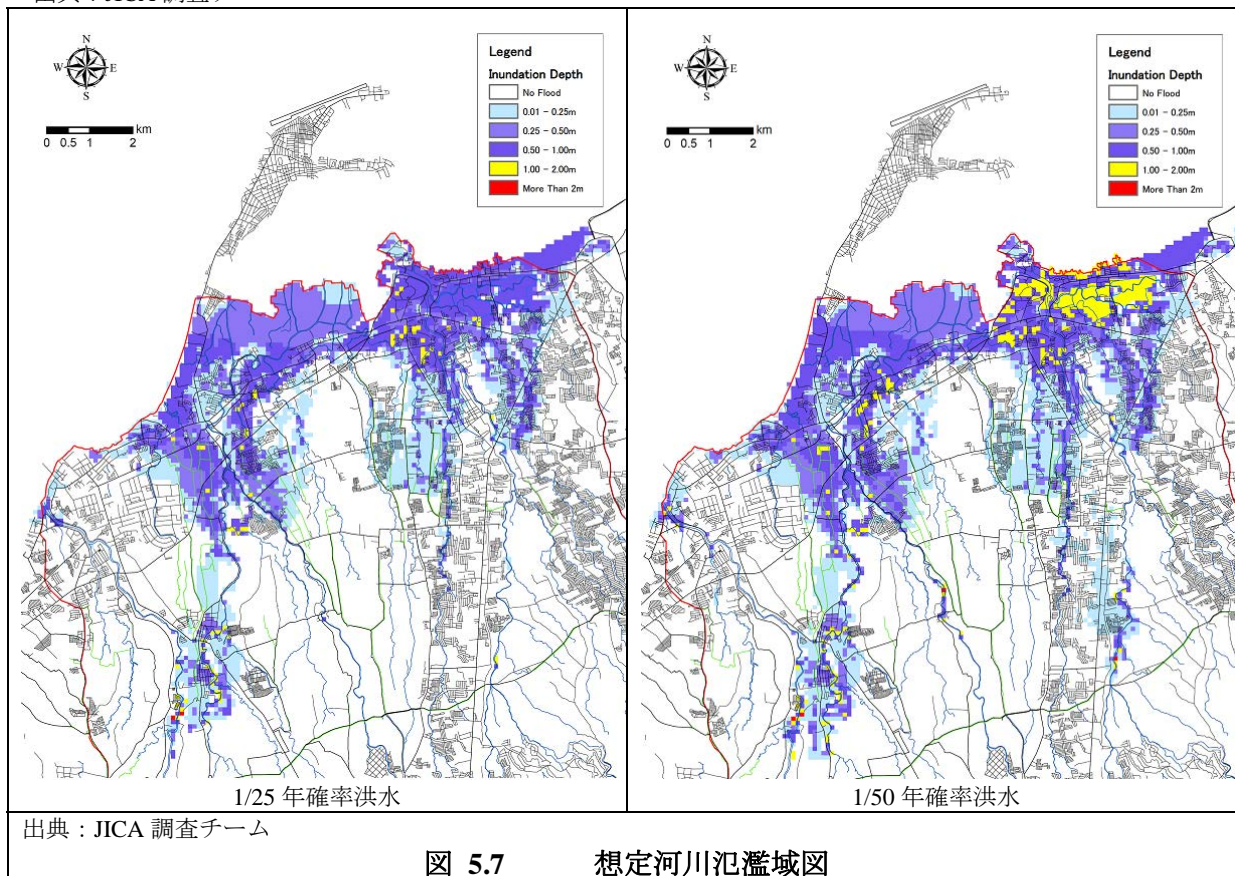 出典：JICA 調査チ
N
W
E
S
km
0 0.5 1 2
Legend
Inundation Depth
No Flood
0.01 - 0.25m
0.25 - 0.50m
0.50 - 1.00m
1.00 - 2.00m
More Than 2m
1/25 年確率洪水
N
W
E
S
km
0 0.5 1 2
Legend
Inundation Depth
No Flood
0.01 - 0.25m
0.25 - 0.50m
0.50 - 1.00m
1.00 - 2.00m
More Than 2m
1/50 年確率洪水
出典：JICA 調査チーム
図 5.7 想定河川氾濫域図